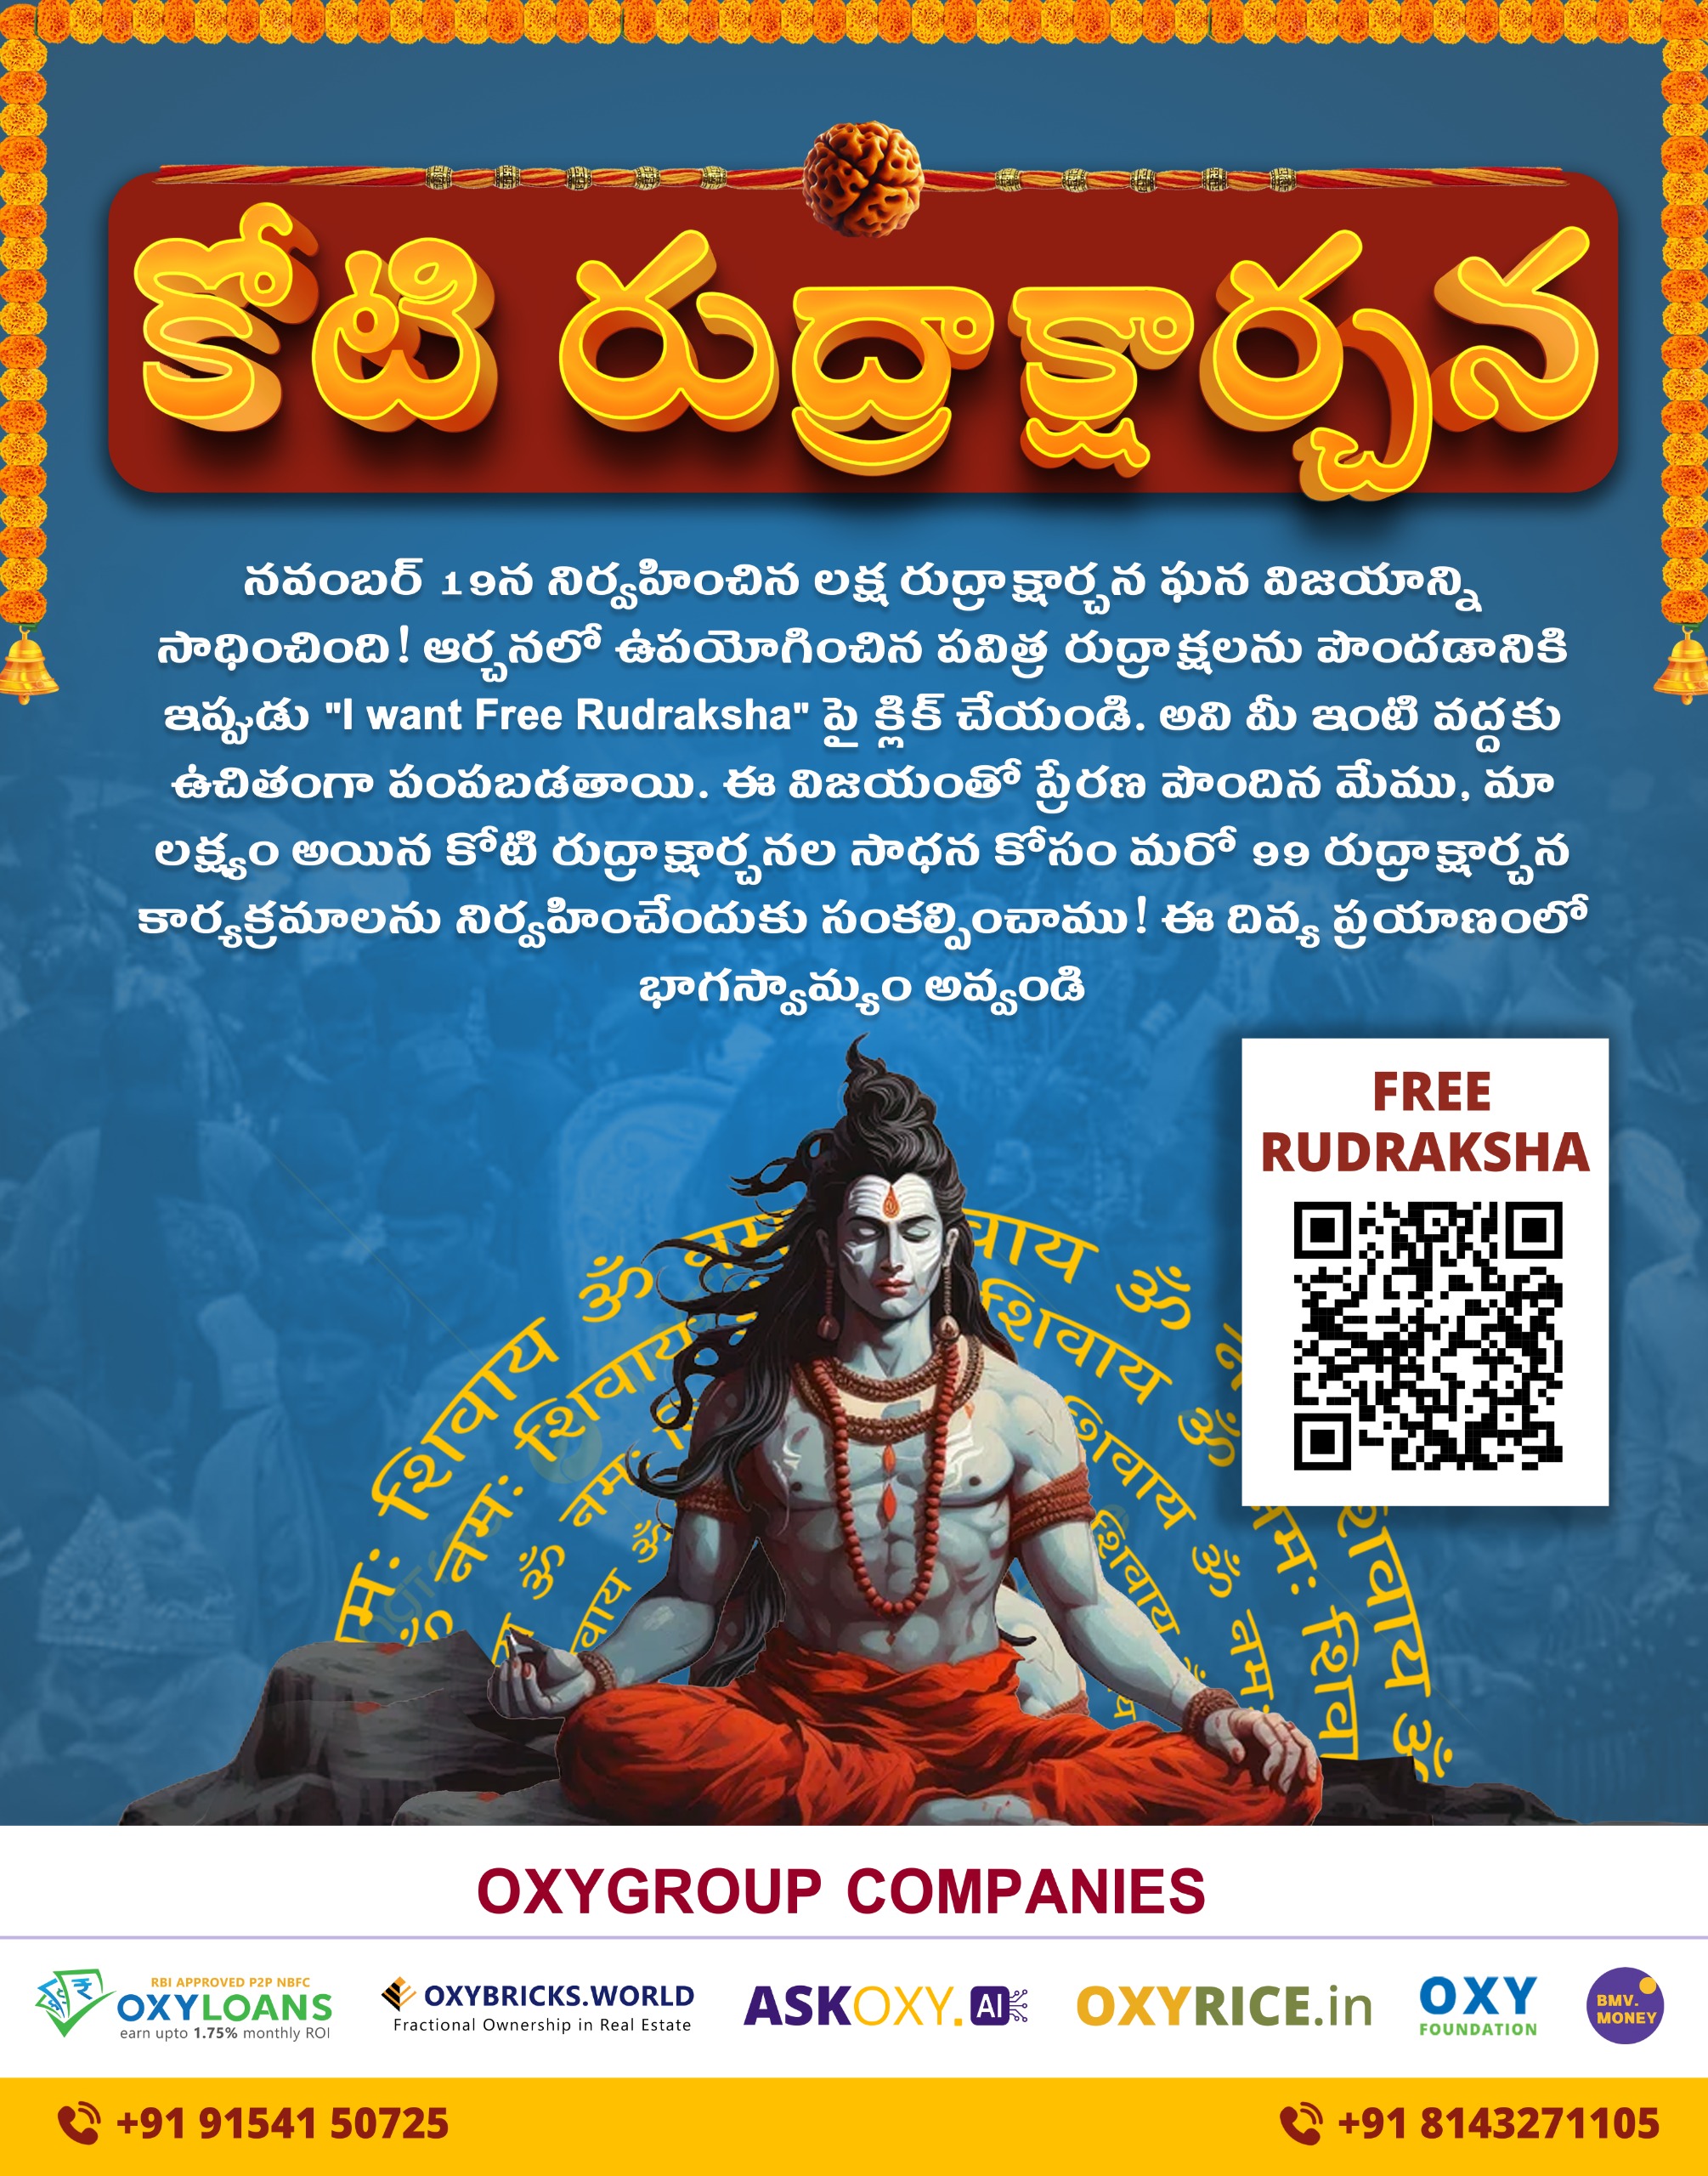 కోటి రుద్రాక్షార్చన
నవంబర్ 19న నిర్వహించిన లక్ష రుద్రాక్షార్చన ఘన విజయాన్ని
సాధించింది! ఆర్చనలో ఉపయోగించిన పవిత్ర రుద్రాక్షలను పొందడానికి
ఇప్పుడు "I want Free Rudraksha" పై క్లిక్ చేయండి. అవి మీ ఇంటి వద్దకు
ఉచితంగా పంపబడతాయి. ఈ విజయంతో ప్రేరణ పొందిన మేము, మా
లక్ష్యం అయిన కోటి రుద్రాక్షార్చనల సాధన కోసం మరో 99 రుద్రాక్షార్చన
కార్యక్రమాలను నిర్వహించేందుకు సంకల్పించాము! ఈ దివ్య ప్రయాణంలో
భాగస్వామ్యం అవ్వండి
FREE
RUDRAKSHA
शिवाय ॐ
नमः शिवाय
शिवाय ॐ
शिवाय ॐ नमः
शिवाय
OXYGROUP COMPANIES
RBI APPROVED P2P NBFC
OXYLOANS
earn upto 1.75% monthly ROI
OXYBRICKS.WORLD
Fractional Ownership in Real Estate
ASKOXY.AI
OXYRICE.in
OXY
FOUNDATION
BMV.
MONEY
+91 91541 50725
+91 8143271105